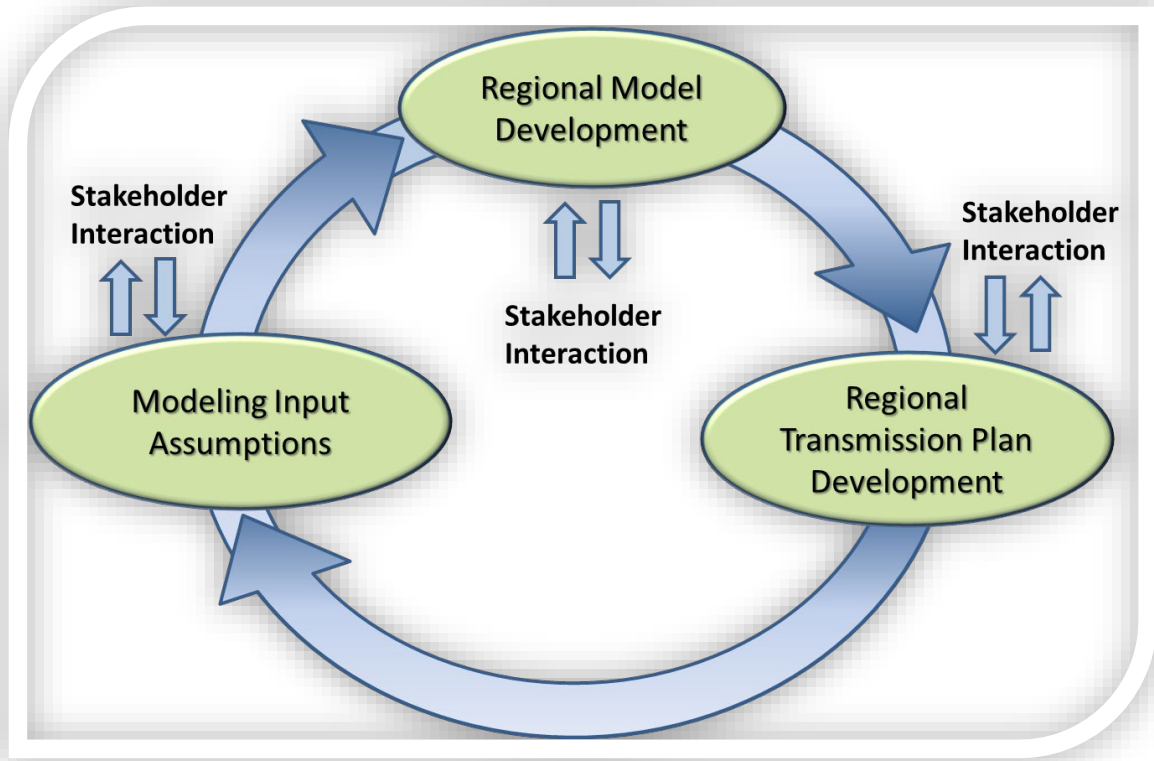 Regional Model
Development
Stakeholder
Interaction
Stakeholder
Interaction
Stakeholder
Interaction
Modeling Input
Assumptions
Regional
Transmission Plan
Development